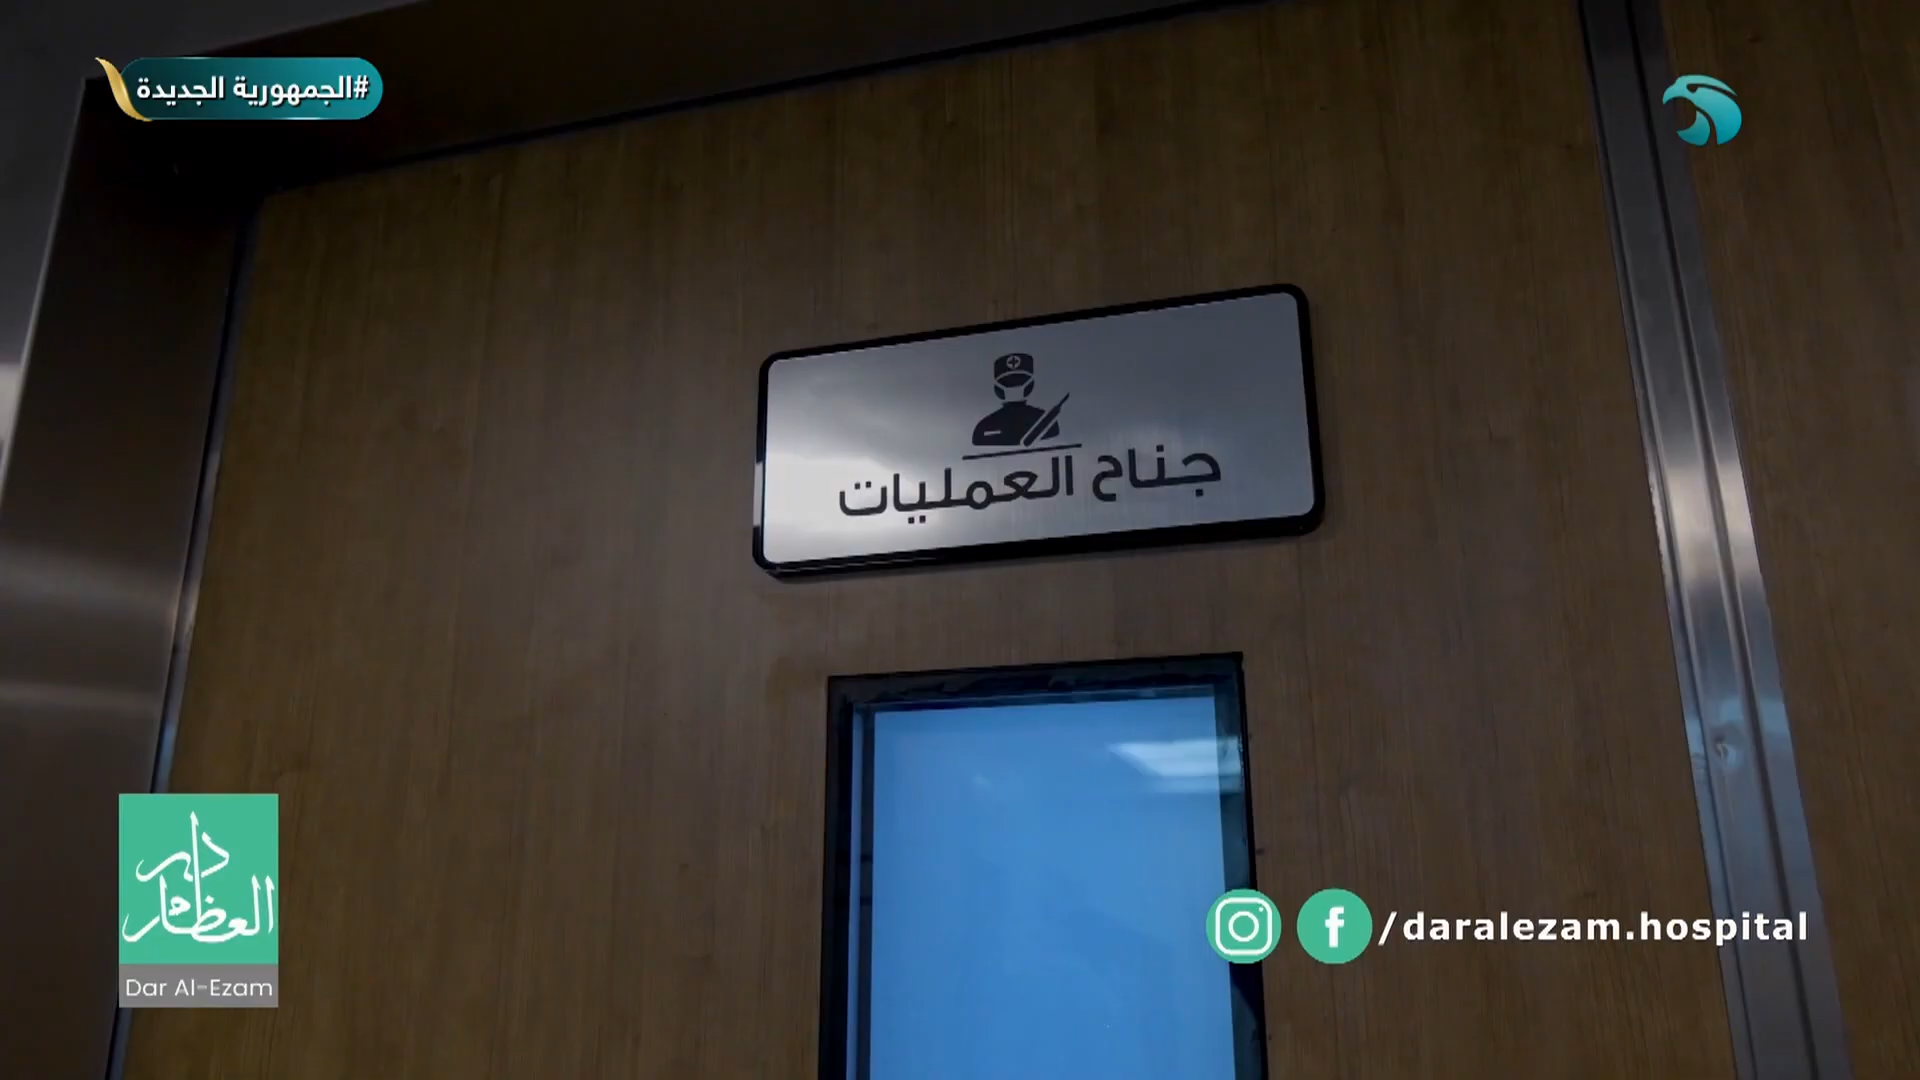 #الجمهورية الجديدة
جناح العمليات
دار
العظام
Dar Al-Ezam
/daralezam.hospital